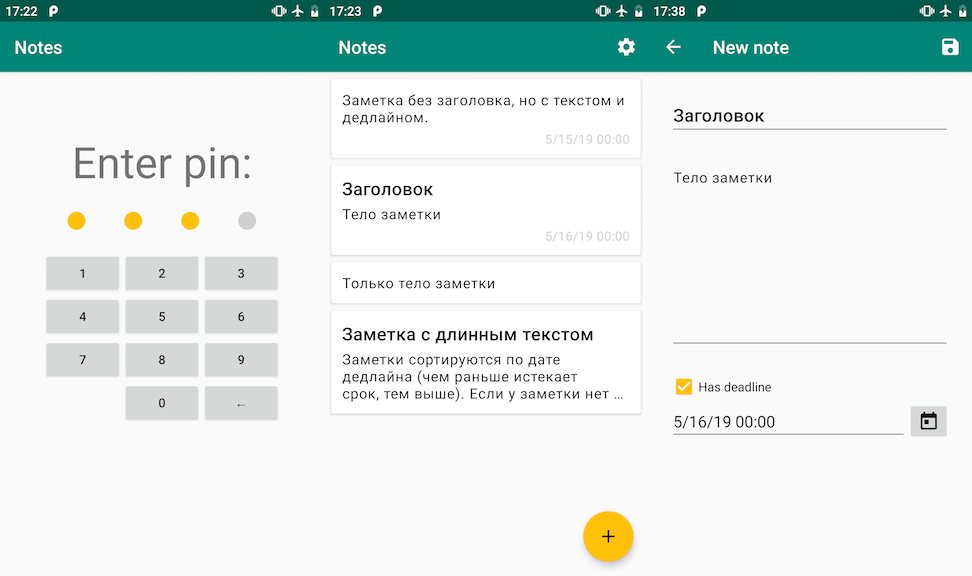 17:22
Notes
Enter pin:
1 2 3
4 5 6
7 8 9
0 ←
17:23
Notes
Заметка без заголовка, но с текстом и
дедлайном.
5/15/19 00:00
Заголовок
Тело заметки
5/16/19 00:00
Только тело заметки
Заметка с длинным текстом
Заметки сортируются по дате
дедлайна (чем раньше истекает
срок, тем выше). Если у заметки нет ...
+
17:38
New note
Заголовок
Тело заметки
Has deadline
5/16/19 00:00